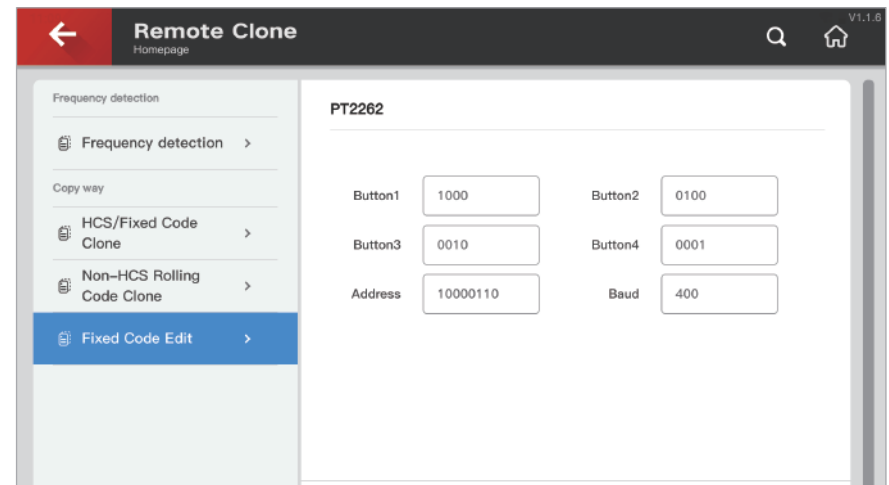 Remote Clone
Homepage
V1.1.6
Frequency detection
Frequency detection
Copy way
HCS/Fixed Code
Clone
Non-HCS Rolling
Code Clone
Fixed Code Edit
PT2262
Button1 1000 Button2 0100
Button3 0010 Button4 0001
Address 10000110 Baud 400